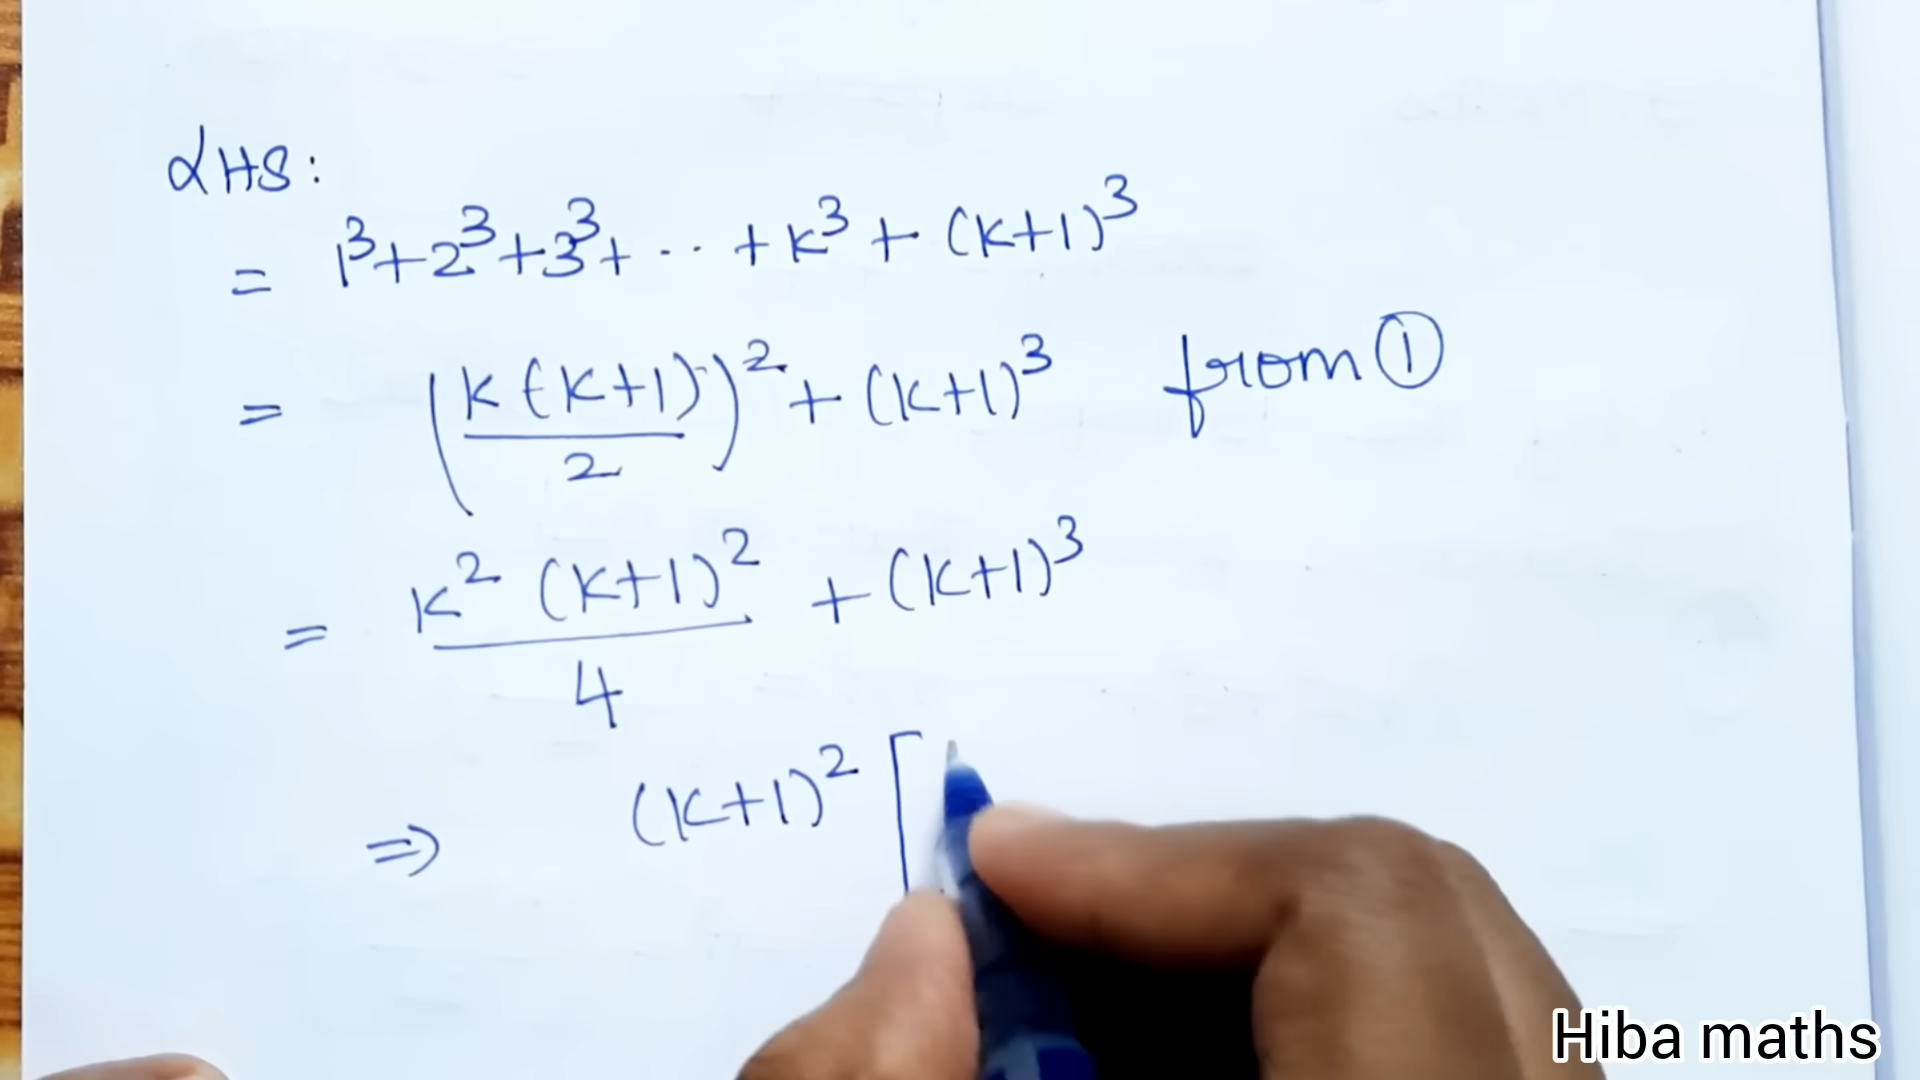 LHS:
= 1³+2³+3³+ ·· +k³ + (k+1)³
= (k(k+1)/2)² + (k+1)³ from ①
= k² (k+1)²/4 + (k+1)³
⇒ (k+1)² [
Hiba maths